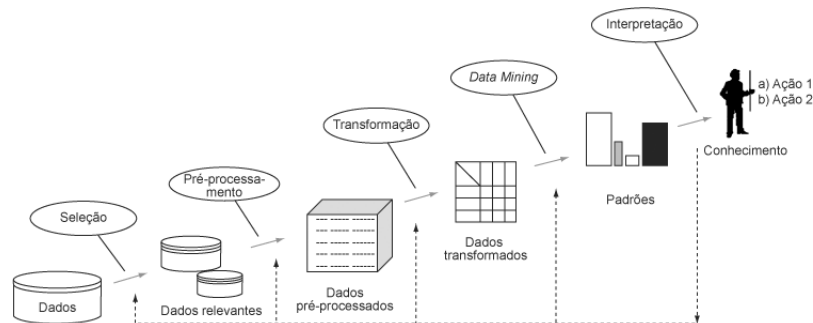 Interpretação
a) Ação 1
b) Ação 2
Conhecimento
Data Mining
Padrões
Transformação
Dados
transformados
Pré-processa-
mento
Dados
pré-processados
Seleção
Dados relevantes
Dados